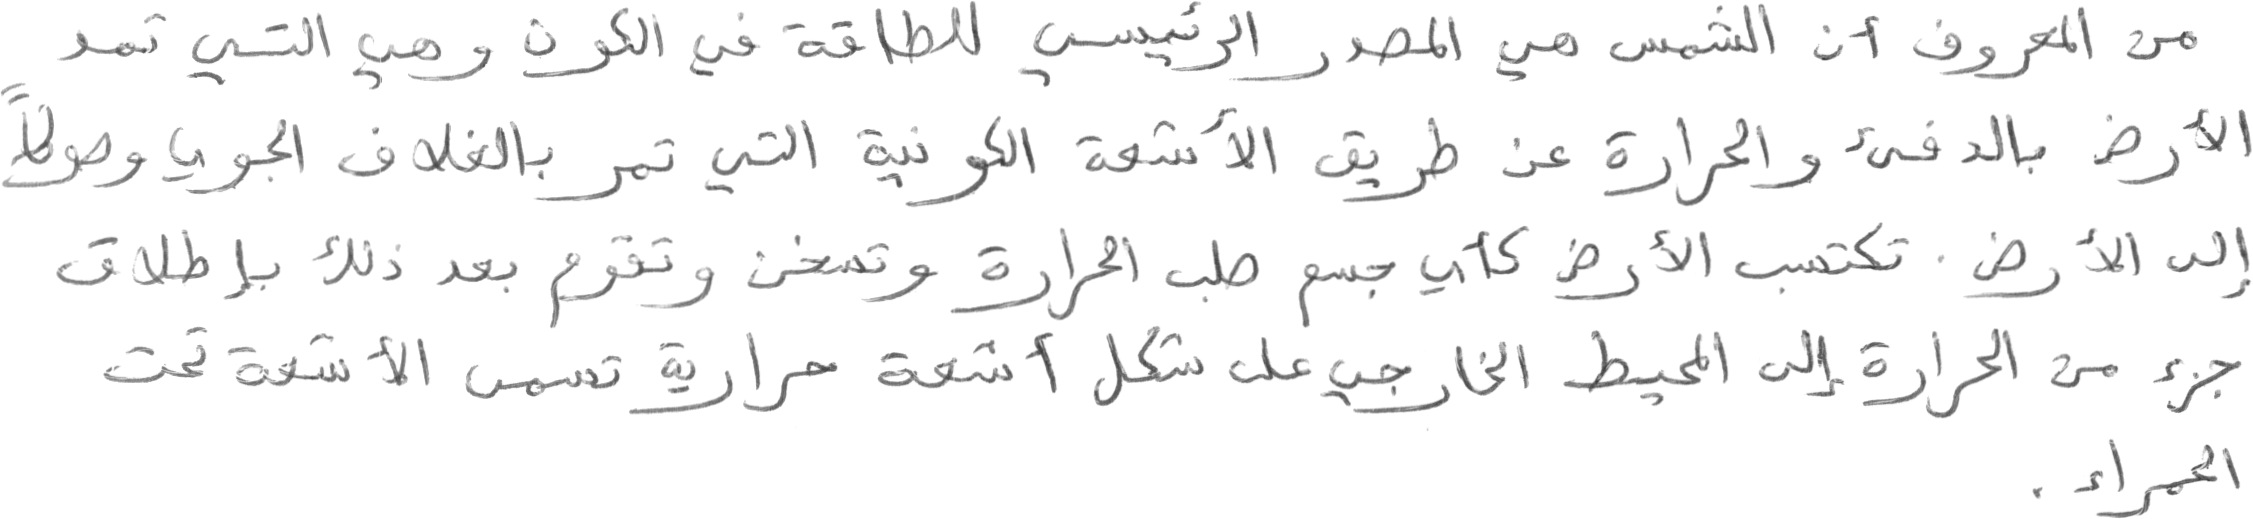 من المعروف أن الشمس هي المصدر الرئيسي للطاقة في الكون وهي التي تمد
الأرض بالدفئ والحرارة عن طريق الأشعة الكونية التي تمر بالغلاف الجوي وصولاً
إلى الأرض. تكتسب الأرض كأي جسم صلب الحرارة وتسخن وتقوم بعد ذلك بإطلاق
جزء من الحرارة إلى المحيط الخارجي على شكل أشعة حرارية تسمى الأشعة تحت
الحمراء.